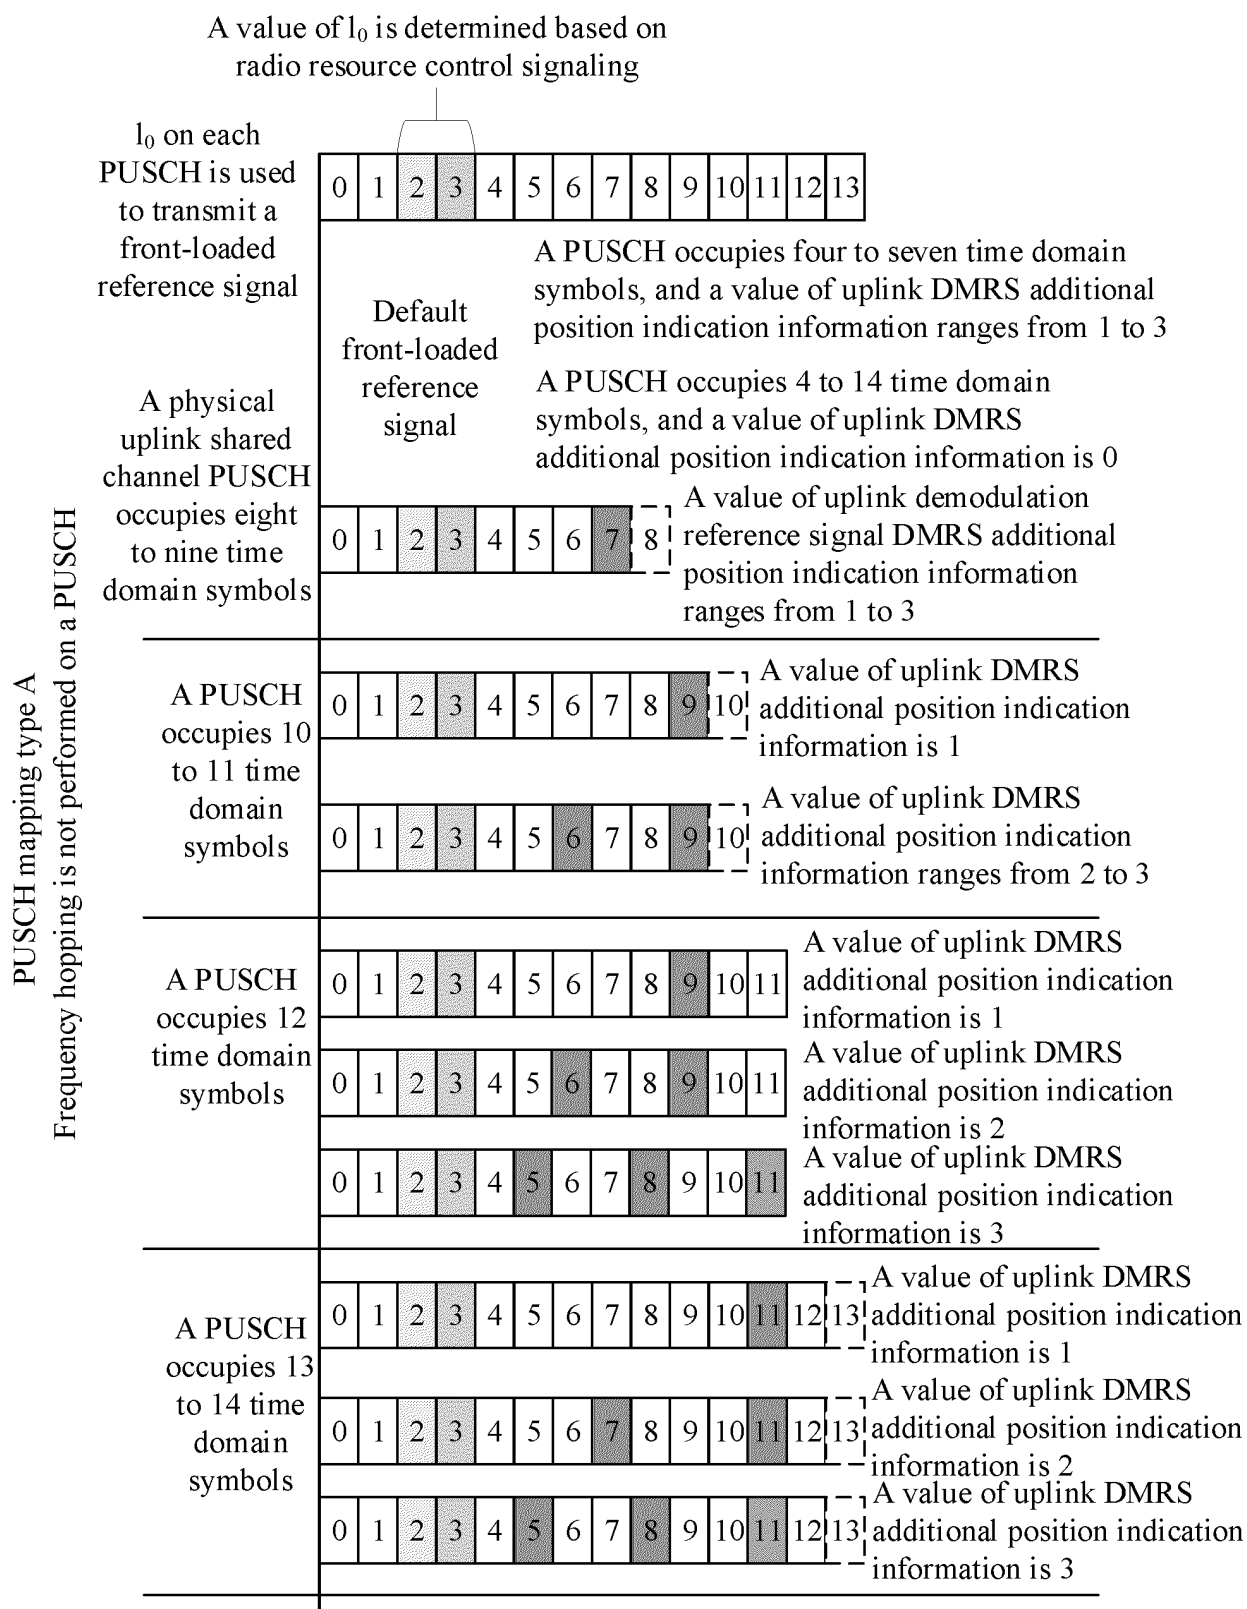 A value of l0 is determined based on
radio resource control signaling
l0 on each
PUSCH is used
to transmit a
front-loaded
reference signal
0 1 2 3 4 5 6 7 8 9 10 11 12 13
Default
front-loaded
reference
signal
A PUSCH occupies four to seven time domain
symbols, and a value of uplink DMRS additional
position indication information ranges from 1 to 3
A PUSCH occupies 4 to 14 time domain
symbols, and a value of uplink DMRS
additional position indication information is 0
PUSCH mapping type A
Frequency hopping is not performed on a PUSCH
A physical
uplink shared
channel PUSCH
occupies eight
to nine time
domain symbols
0 1 2 3 4 5 6 7 8
A value of uplink demodulation
reference signal DMRS additional
position indication information
ranges from 1 to 3
A PUSCH
occupies 10
to 11 time
domain
symbols
0 1 2 3 4 5 6 7 8 9 10
A value of uplink DMRS
additional position indication
information is 1
0 1 2 3 4 5 6 7 8 9 10
A value of uplink DMRS
additional position indication
information ranges from 2 to 3
A PUSCH
occupies 12
time domain
symbols
0 1 2 3 4 5 6 7 8 9 10 11
A value of uplink DMRS
additional position indication
information is 1
0 1 2 3 4 5 6 7 8 9 10 11
A value of uplink DMRS
additional position indication
information is 2
0 1 2 3 4 5 6 7 8 9 10 11
A value of uplink DMRS
additional position indication
information is 3
A PUSCH
occupies 13
to 14 time
domain
symbols
0 1 2 3 4 5 6 7 8 9 10 11 12 13
A value of uplink DMRS
additional position indication
information is 1
0 1 2 3 4 5 6 7 8 9 10 11 12 13
A value of uplink DMRS
additional position indication
information is 2
0 1 2 3 4 5 6 7 8 9 10 11 12 13
A value of uplink DMRS
additional position indication
information is 3